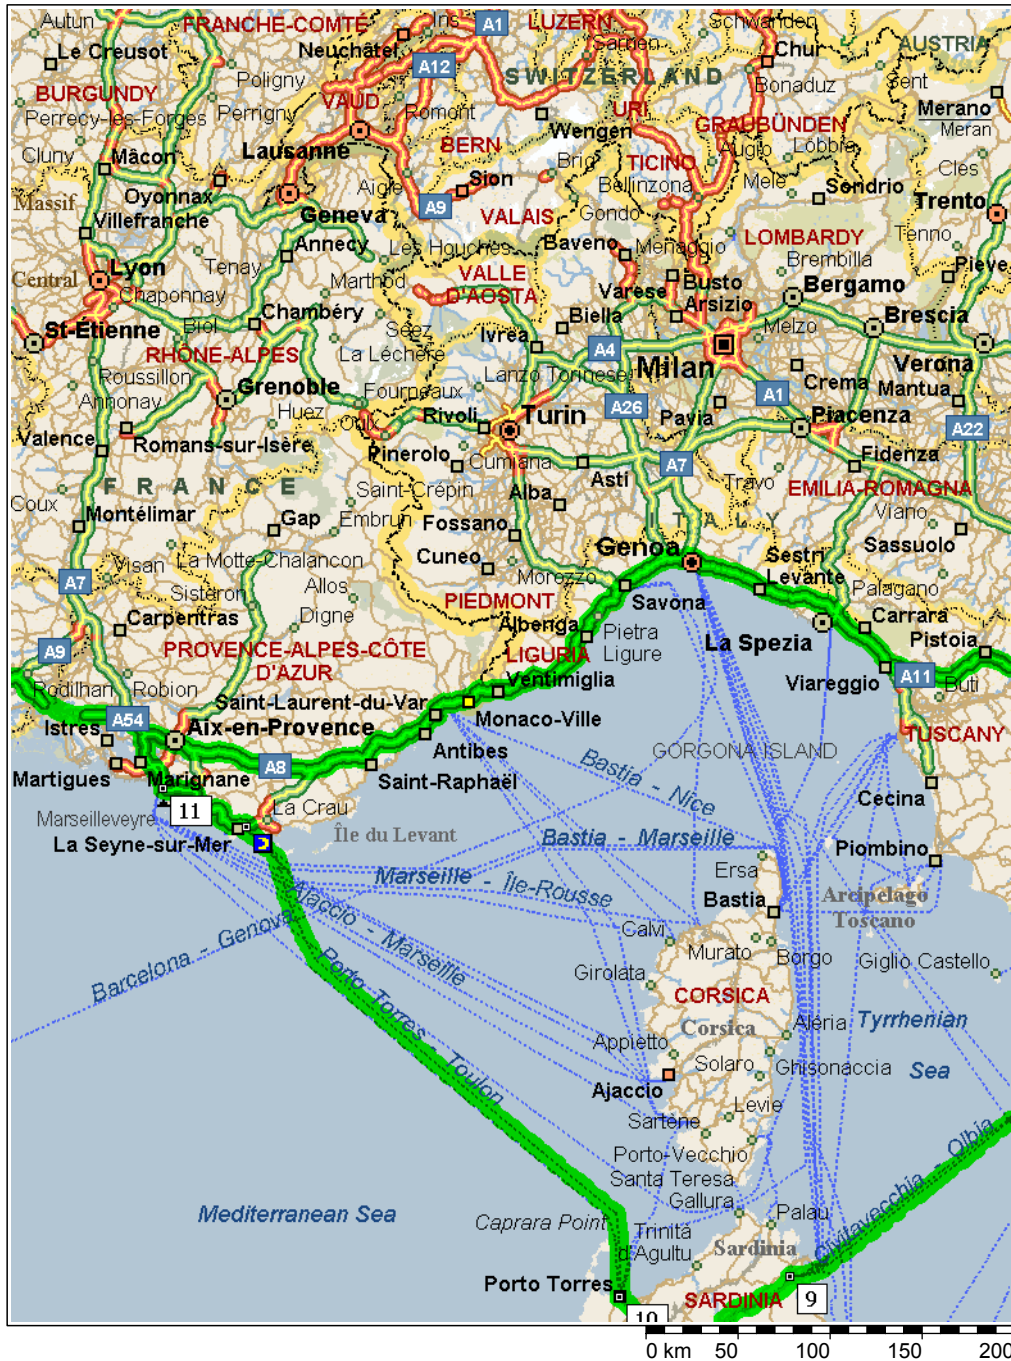 Autun
FRANCHE-COMTÉ
Ins
A1
LUZERN
Schwanden
Le Creusot
Neuchâtel
Sarnen
Chur
AUSTRIA
Poligny
A12
SWITZERLAND
Bonaduz
Sent
BURGUNDY
VAUD
Romont
URI
Merano
Perrecy-les-Forges
Perrigny
Wengen
GRAUBÜNDEN
Meran
Cluny
Lausanne
BERN
TICINO
Augio
Löbbia
Mâcon
Brig
Cles
Oyonnax
Aigle
Sion
Bellinzona
Mele
Sondrio
Massif
Villefranche
Geneva
A9
VALAIS
Gondo
Trento
Annecy
Les Houches
Baveno
Menaggio
LOMBARDY
Tenno
Lyon
Tenay
Marthod
VALLE
D'AOSTA
Brembilla
Pieve
Central
Chaponnay
Varese
Busto
Arsizio
Bergamo
St-Étienne
Biol
Chambéry
Séez
Biella
Melzo
Brescia
RHÔNE-ALPES
La Léchère
Ivrea
A4
Milan
Verona
Roussillon
Grenoble
Fourneaux
Lanzo Torinese
Crema
Mantua
Annonay
Huez
Oulx
Rivoli
Turin
A26
Pavia
A1
Piacenza
A22
Valence
Romans-sur-Isère
Pinerolo
Cumiana
Asti
A7
Fidenza
Coux
FRANCE
Saint-Crépin
Alba
Travo
EMILIA-ROMAGNA
Montélimar
Gap
Embrun
Fossano
ITALY
Viano
La Motte-Chalancon
Cuneo
Genoa
Sestri
Levante
Sassuolo
A7
Visan
Sisteron
Allos
Morozzo
Palagano
Carpentras
Digne
PIEDMONT
Savona
Carrara
A9
PROVENCE-ALPES-CÔTE
D'AZUR
Albenga
Pietra
Ligure
La Spezia
Pistoia
LIGURIA
Rodilhan
Robion
Saint-Laurent-du-Var
Ventimiglia
Viareggio
A11
Buti
Istres
A54
Aix-en-Provence
Monaco-Ville
Antibes
GORGONA ISLAND
TUSCANY
Martigues
Marignane
A8
Saint-Raphaël
Bastia - Nice
Cecina
Marseilleveyre
11
La Crau
Île du Levant
Bastia - Marseille
La Seyne-sur-Mer
Piombino
Marseille - Île-Rousse
Ersa
Arcipelago
Toscano
Ajaccio - Marseille
Bastia
Barcelona - Genova
Calvi
Murato
Borgo
Giglio Castello
Porto Torres - Toulon
Girolata
CORSICA
Corsica
Aléria
Tyrrhenian
Sea
Appietto
Solaro
Ghisonaccia
Ajaccio
Levie
Sartène
Porto-Vecchio
Santa Teresa
Gallura
Civitavecchia - Olbia
Mediterranean Sea
Caprara Point
Palau
Trinità
d'Agultu
Sardinia
Porto Torres
SARDINIA
9
10
0 km 50 100 150 200